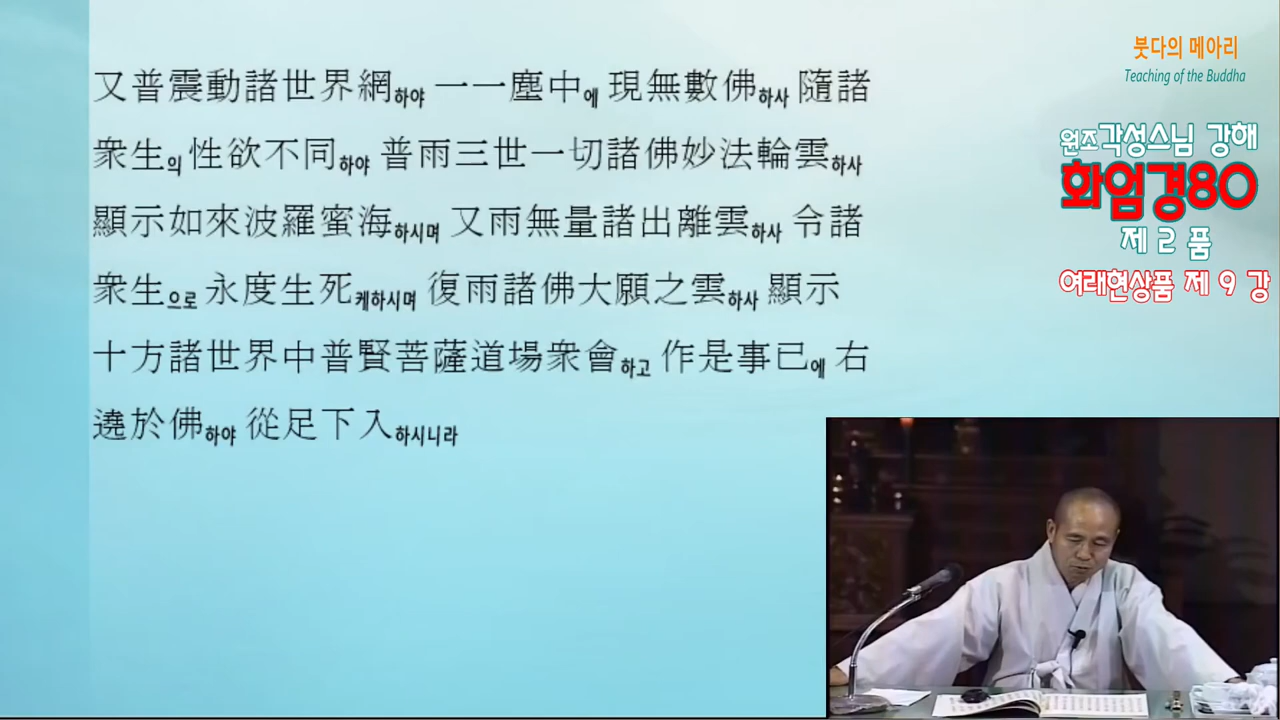 又普震動諸世界網하야 一一塵中에 現無數佛하사 隨諸
衆生의 性欲不同하야 普雨三世一切諸佛妙法輪雲하사
顯示如來波羅蜜海하시며 又雨無量諸出離雲하사 令諸
衆生으로 永度生死케하시며 復雨諸佛大願之雲하사 顯示
十方諸世界中普賢菩薩道場衆會하고 作是事已에 右
遶於佛하야 從足下入하시니라
붓다의 메아리
Teaching of the Buddha
원조각성스님 강해
화엄경80
제 2 품
여래현상품 제 9 강